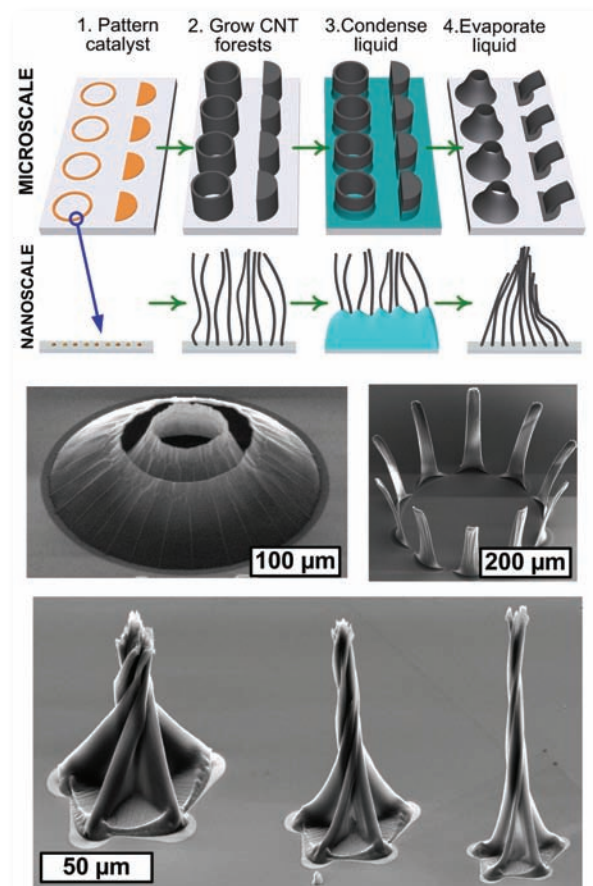 1. Pattern catalyst
2. Grow CNT forests
3.Condense liquid
4.Evaporate liquid
MICROSCALE
NANOSCALE
100 µm
200 µm
50 µm